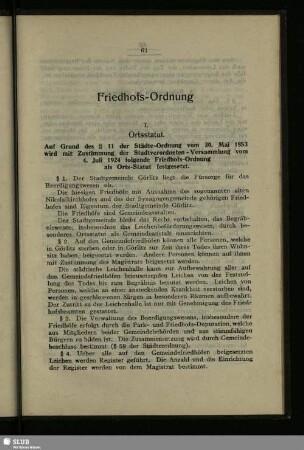 61
Friedhofs-Ordnung
I.
Ortsstatut.
Auf Grund des § 11 der Städte-Ordnung vom 30. Mai 1853
wird mit Zustimmung der Stadtverordneten-Versammlung vom
4. Juli 1924 folgende Friedhofs-Ordnung
als Orts-Statut festgesetzt.
§ 1. Der Stadtgemeinde Görlitz liegt die Fürsorge für das
Beerdigungswesen ob.
Die hiesigen Friedhöfe mit Ausnahme des sogenannten alten
Nikolaikirchhofes und des der Synagogengemeinde gehörigen Fried-
hofes sind Eigentum der Stadtgemeinde Görlitz.
Die Friedhöfe sind Gemeindeanstalten.
Der Stadtgemeinde bleibt das Recht vorbehalten, das Begräb-
niswesen, insbesondere das Leichenbeförderungswesen, durch be-
sonderes Ortsstatut als Gemeindeanstalt einzurichten.
§ 2. Auf den Gemeindefriedhöfen können alle Personen, welche
in Görlitz sterben oder in Görlitz zur Zeit ihres Todes ihren Wohn-
sitz haben, beigesetzt werden. Andere Personen können auf ihnen
mit Zustimmung des Magistrats beigesetzt werden.
Die städtische Leichenhalle kann zur Aufbewahrung aller auf
den Gemeindefriedhöfen beizusetzenden Leichen von der Feststel-
lung des Todes bis zum Begräbnis benutzt werden. Leichen von
Personen, welche an einer ansteckenden Krankheit verstorben sind,
werden in geschlossenen Särgen an besonderen Räumen aufbewahrt.
Der Zutritt zu der Leichenhalle ist nur mit Genehmigung des Fried-
hofsbeamten gestattet.
§ 3. Die Verwaltung des Beerdigungswesens, insbesondere der
Friedhöfe erfolgt durch die Park- und Friedhofs-Deputation, welche
aus Mitgliedern beider Gemeindebehörden und aus stimmfähigen
Bürgern zu bilden ist. Die Zusammensetzung wird durch Gemeinde-
beschluss bestimmt (§ 59 der Städteordnung).
§ 4. Ueber alle auf den Gemeindefriedhöfen beigesetzten
Leichen werden Register geführt. Die Anzahl und die Einrichtung
der Register werden von dem Magistrat bestimmt.
SLUB